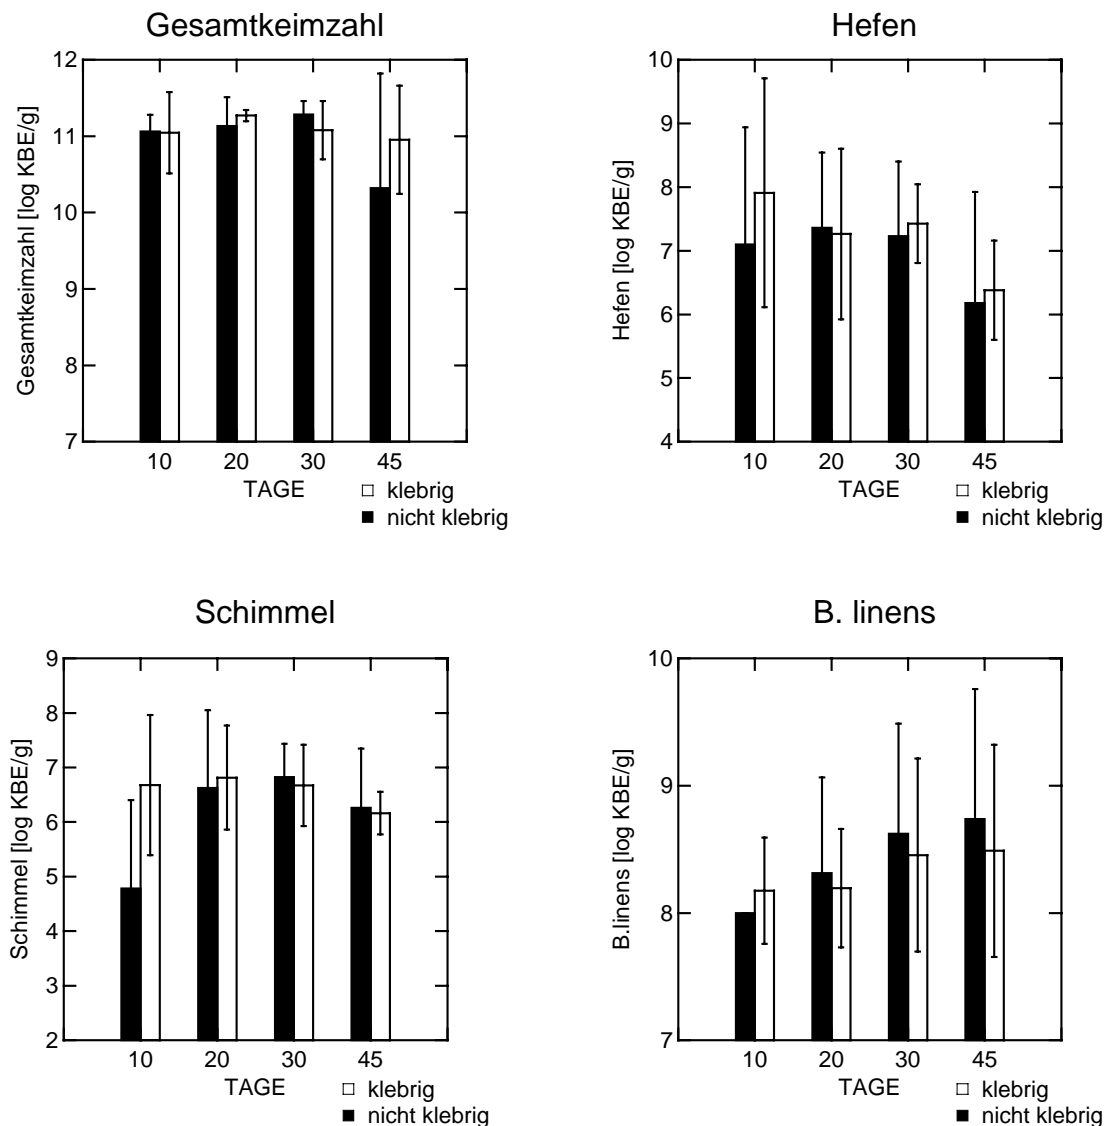 Gesamtkeimzahl
Gesamtkeimzahl [log KBE/g]
12
11
10
9
8
7
10 20 30 45
TAGE
klebrig
nicht klebrig
Hefen
Hefen [log KBE/g]
10
9
8
7
6
5
4
10 20 30 45
TAGE
klebrig
nicht klebrig
Schimmel
Schimmel [log KBE/g]
9
8
7
6
5
4
3
2
10 20 30 45
TAGE
klebrig
nicht klebrig
B. linens
B.linens [log KBE/g]
10
9
8
7
10 20 30 45
TAGE
klebrig
nicht klebrig